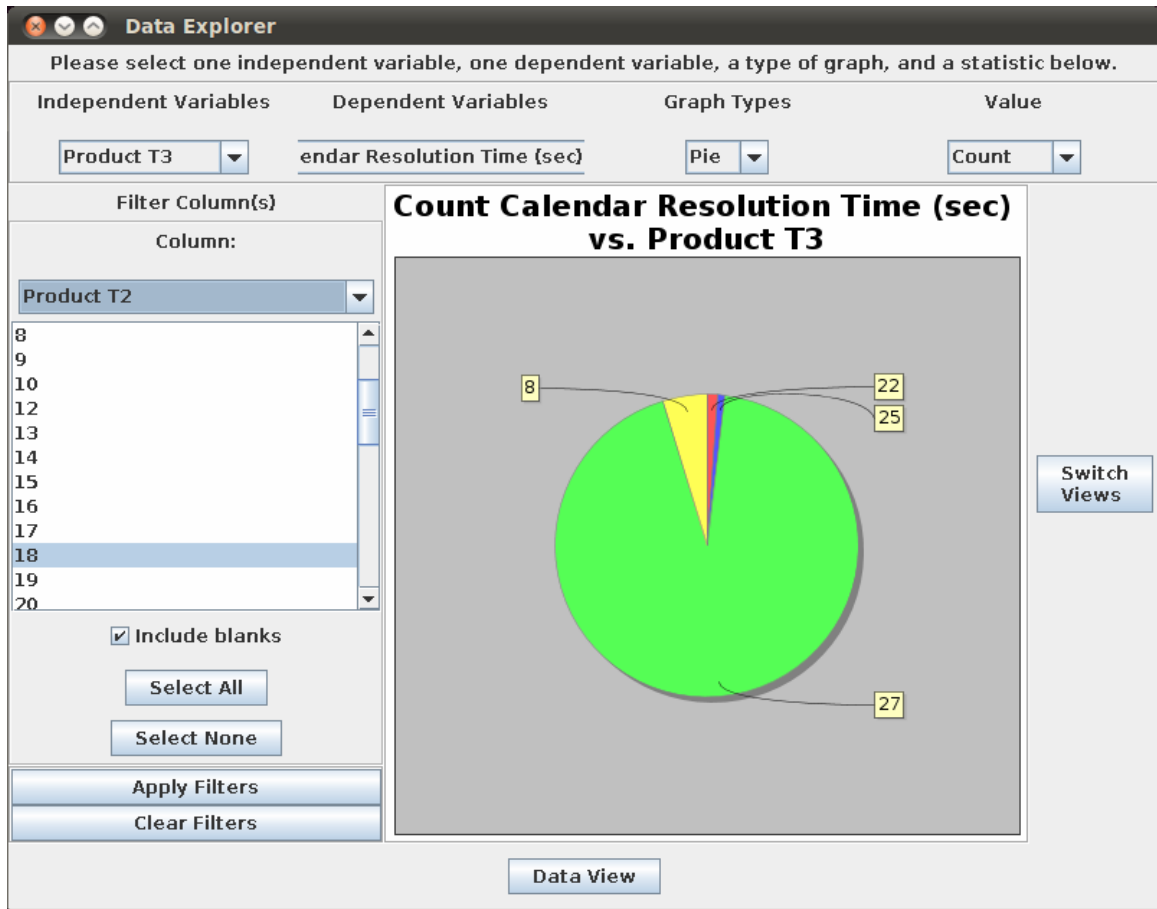 Data Explorer
Please select one independent variable, one dependent variable, a type of graph, and a statistic below.
Independent Variables
Dependent Variables
Graph Types
Value
Product T3
endar Resolution Time (sec)
Pie
Count
Filter Column(s)
Column:
Product T2
8
9
10
12
13
14
15
16
17
18
19
20
Include blanks
Select All
Select None
Apply Filters
Clear Filters
Count Calendar Resolution Time (sec)
vs. Product T3
8
22
25
27
Switch
Views
Data View